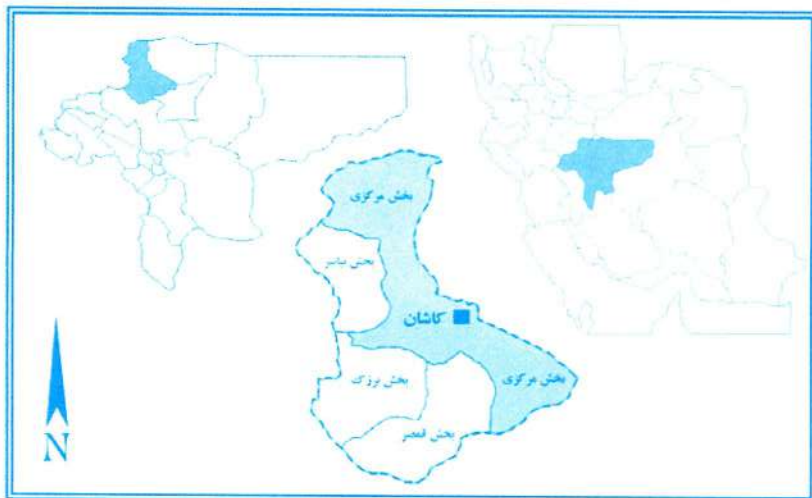 بخش مرکزی
بخش نیاسر
کاشان
بخش برزک
بخش مرکزی
بخش قمصر
N